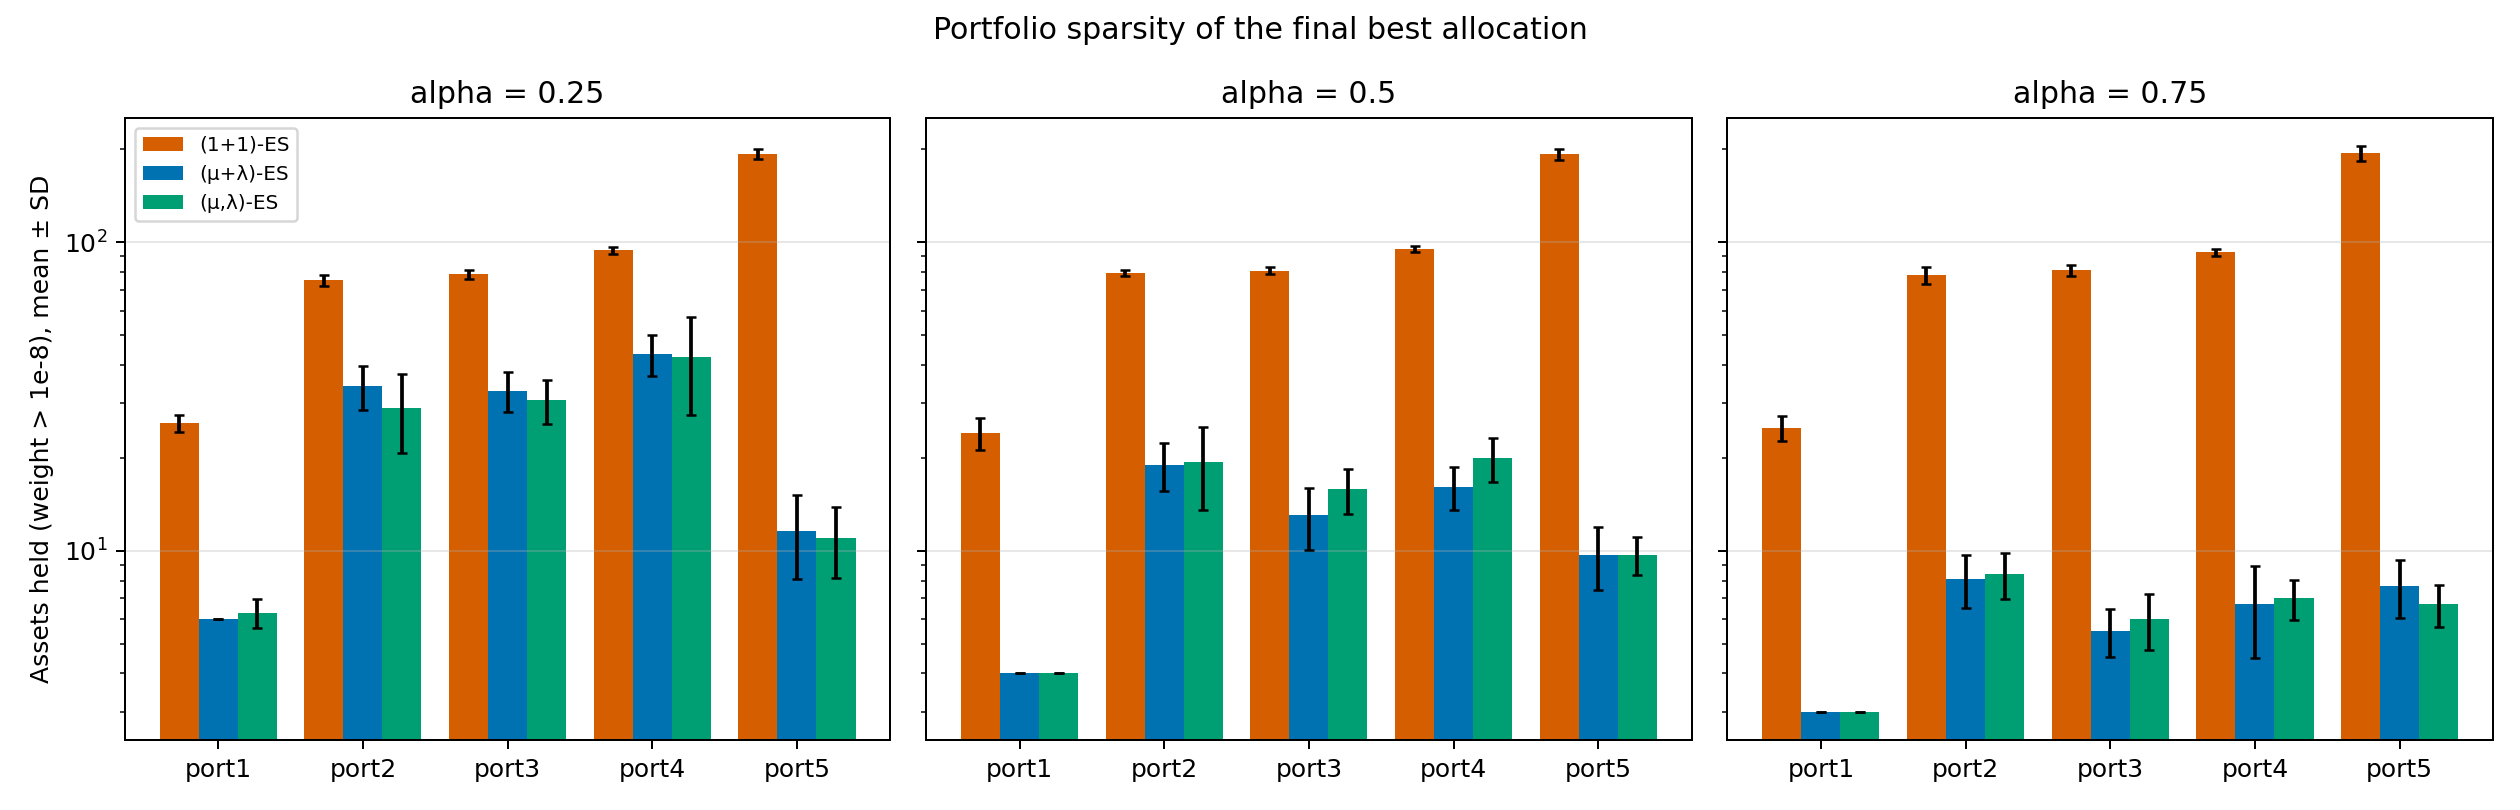 Portfolio sparsity of the final best allocation
alpha = 0.25
alpha = 0.5
alpha = 0.75
(1+1)-ES
(μ+λ)-ES
(μ,λ)-ES
Assets held (weight > 1e-8), mean ± SD
10²
10¹
port1 port2 port3 port4 port5
port1 port2 port3 port4 port5
port1 port2 port3 port4 port5